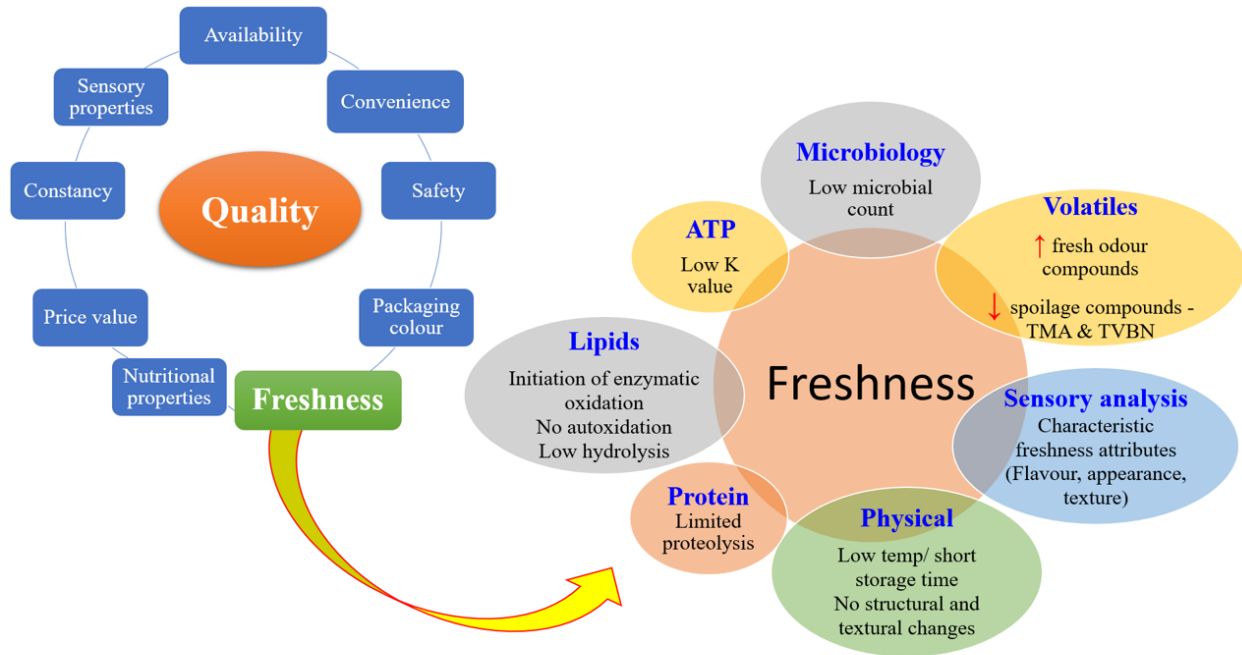 Availability
Sensory
properties
Convenience
Constancy
Quality
Safety
Price value
Packaging
colour
Nutritional
properties
Freshness
Microbiology
Low microbial
count
ATP
Low K
value
Volatiles
↑ fresh odour
compounds
↓ spoilage compounds -
TMA & TVBN
Lipids
Initiation of enzymatic
oxidation
No autoxidation
Low hydrolysis
Freshness
Sensory analysis
Characteristic
freshness attributes
(Flavour, appearance,
texture)
Protein
Limited
proteolysis
Physical
Low temp/ short
storage time
No structural and
textural changes